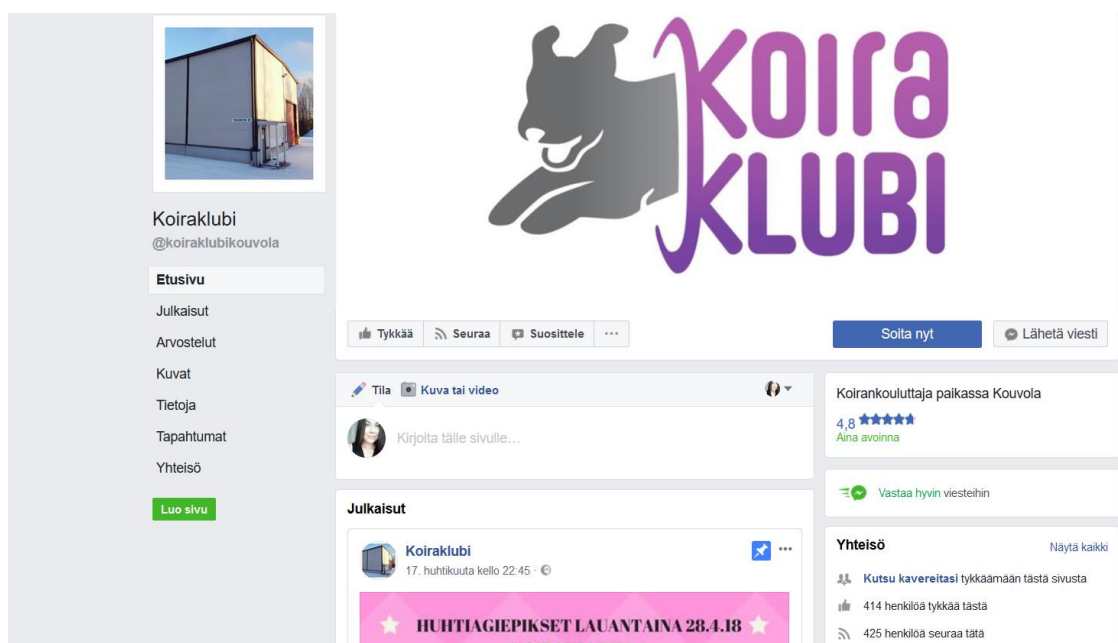 KOIRA
KLUBI
Koiraklubi
@koiraklubikouvola
Etusivu
Julkaisut
Arvostelut
Kuvat
Tietoja
Tapahtumat
Yhteisö
Luo sivu
Tykkää Seuraa Suosittele ...
Soita nyt Lähetä viesti
Tila Kuva tai video
Kirjoita tälle sivulle...
Julkaisut
Koiraklubi
17. huhtikuuta kello 22:45 ·
HUHTIAGIEPIKSET LAUANTAINA 28.4.18
Koirankouluttaja paikassa Kouvola
4,8
Aina avoinna
Vastaa hyvin viesteihin
Yhteisö Näytä kaikki
Kutsu kavereitasi tykkäämään tästä sivusta
414 henkilöä tykkää tästä
425 henkilöä seuraa tätä